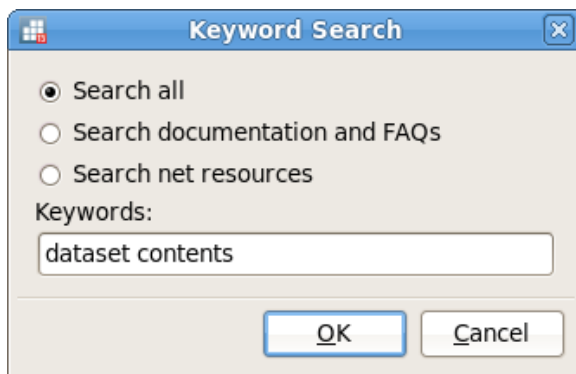 Keyword Search
Search all
Search documentation and FAQs
Search net resources
Keywords:
dataset contents
OK
Cancel